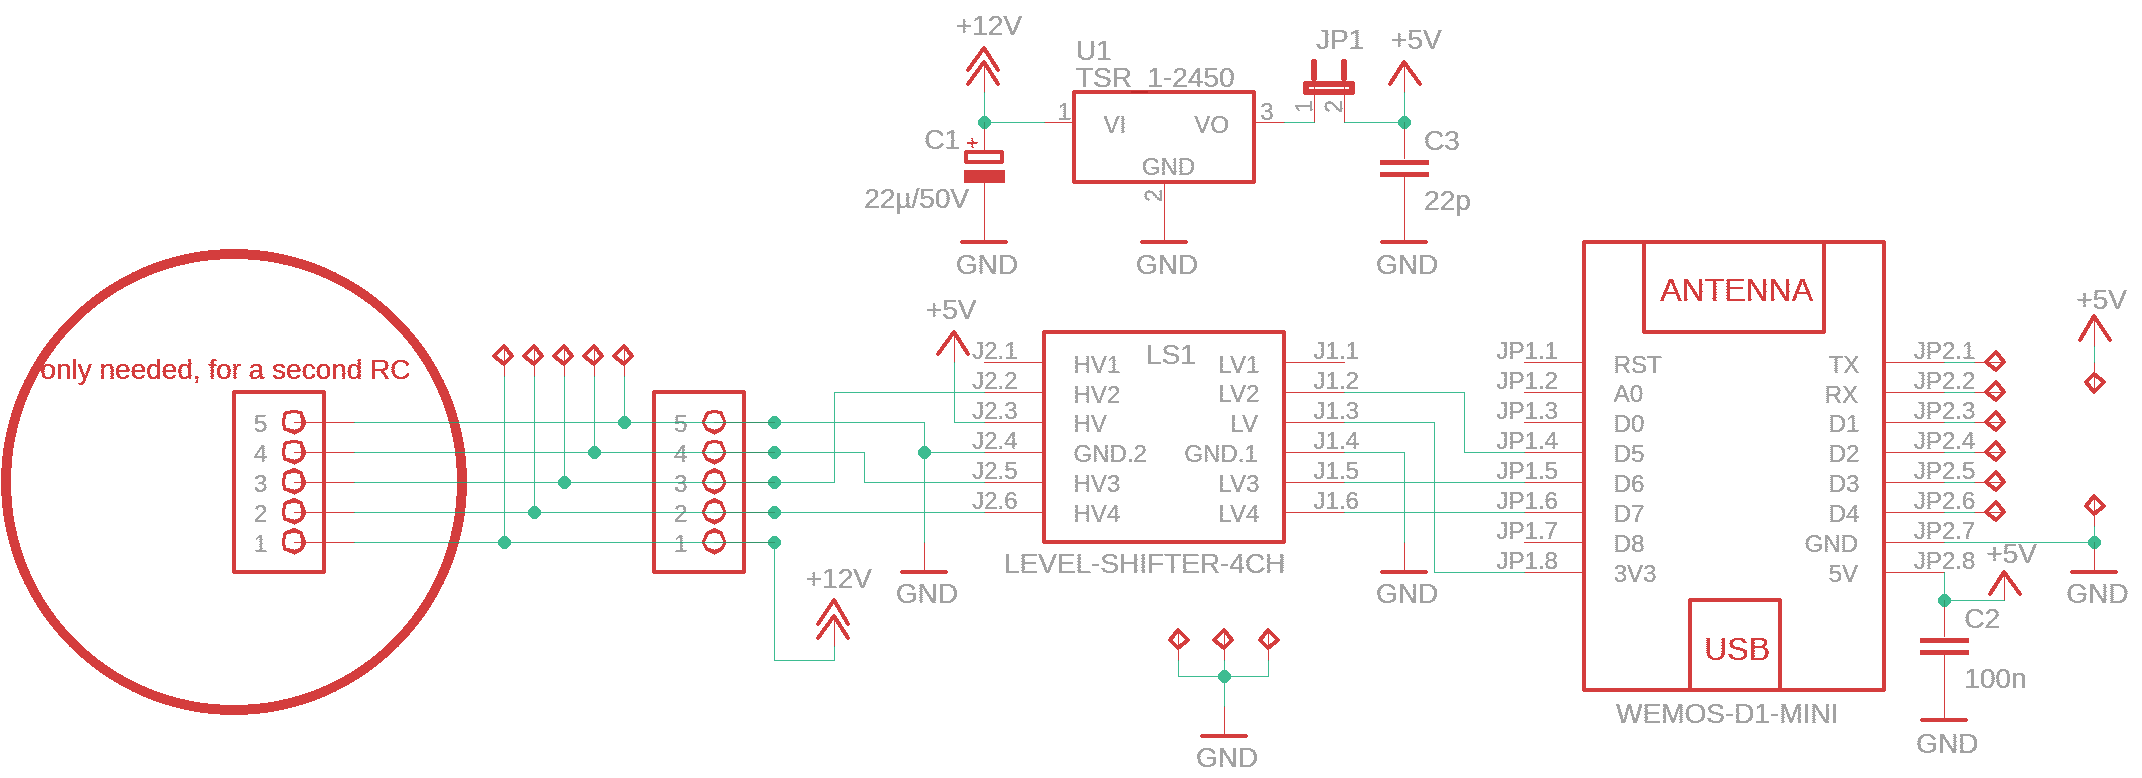 +12V
U1
TSR 1-2450
JP1
+5V
1
VI
VO
3
1
2
GND
2
C1
+
22µ/50V
C3
22p
GND
GND
GND
only needed, for a second RC
5
4
3
2
1
5
4
3
2
1
+12V
GND
+5V
LS1
J2.1
HV1
LV1
J1.1
J2.2
HV2
LV2
J1.2
J2.3
HV
LV
J1.3
J2.4
GND.2
GND.1
J1.4
J2.5
HV3
LV3
J1.5
J2.6
HV4
LV4
J1.6
LEVEL-SHIFTER-4CH
GND
GND
ANTENNA
JP1.1
RST
TX
JP2.1
JP1.2
A0
RX
JP2.2
JP1.3
D0
D1
JP2.3
JP1.4
D5
D2
JP2.4
JP1.5
D6
D3
JP2.5
JP1.6
D7
D4
JP2.6
JP1.7
D8
GND
JP2.7
JP1.8
3V3
5V
JP2.8
USB
WEMOS-D1-MINI
+5V
GND
+5V
C2
100n
GND